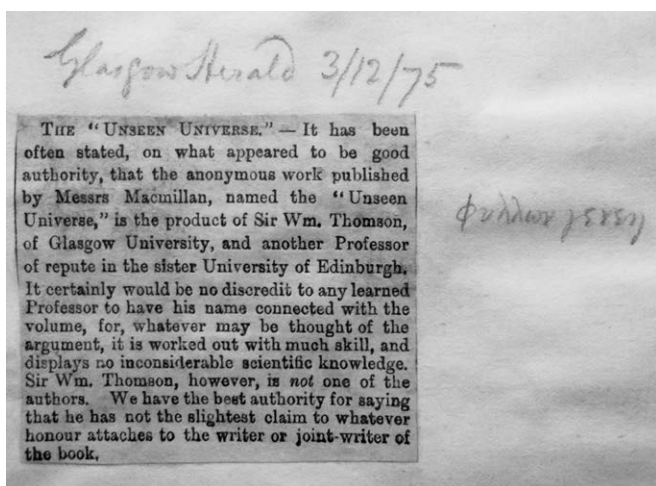 Glasgow Herald 3/12/75
THE "UNSEEN UNIVERSE." — It has been
often stated, on what appeared to be good
authority, that the anonymous work published
by Messrs Macmillan, named the "Unseen
Universe," is the product of Sir Wm. Thomson,
of Glasgow University, and another Professor
of repute in the sister University of Edinburgh.
It certainly would be no discredit to any learned
Professor to have his name connected with the
volume, for, whatever may be thought of the
argument, it is worked out with much skill, and
displays no inconsiderable scientific knowledge.
Sir Wm. Thomson, however, is not one of the
authors. We have the best authority for saying
that he has not the slightest claim to whatever
honour attaches to the writer or joint-writer of
the book.
φυλλων γενεη